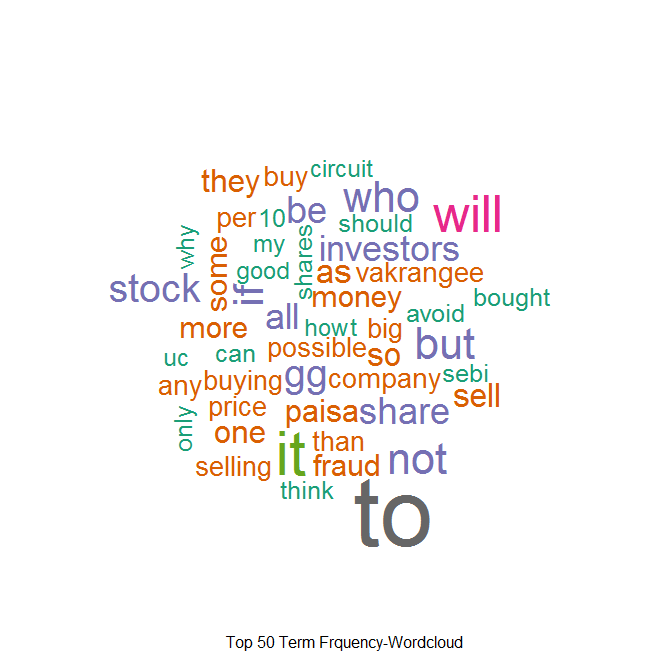 circuit
they buy
who
will
per 10 be
should
why
some
my
shares
investors
good
as vakrangee
stock
if
money
bought
all
avoid
more
howt
big
but
uc
can
possible
so
gg
any
buying
company
sebi
sell
price
paisa
share
only
one
it
than
not
selling
fraud
think
to
Top 50 Term Frquency-Wordcloud